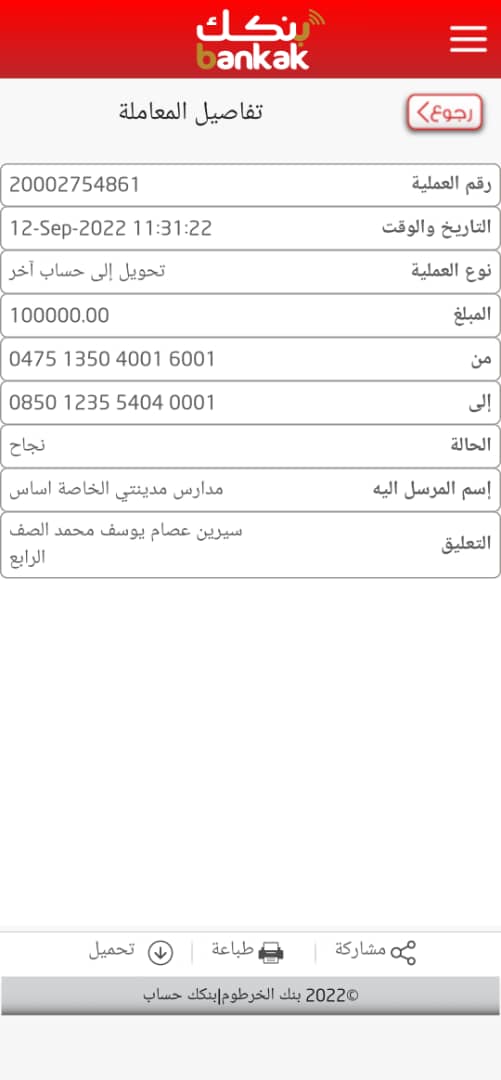 بنكك
bankak
رجوع
تفاصيل المعاملة
رقم العملية 20002754861
التاريخ والوقت 12-Sep-2022 11:31:22
نوع العملية تحويل إلى حساب آخر
المبلغ 100000.00
من 0475 1350 4001 6001
إلى 0850 1235 5404 0001
الحالة نجاح
إسم المرسل اليه مدارس مدينتي الخاصة اساس
التعليق سيرين عصام يوسف محمد الصف
الرابع
مشاركة | طباعة | تحميل
©2022 بنك الخرطوم|بنكك حساب